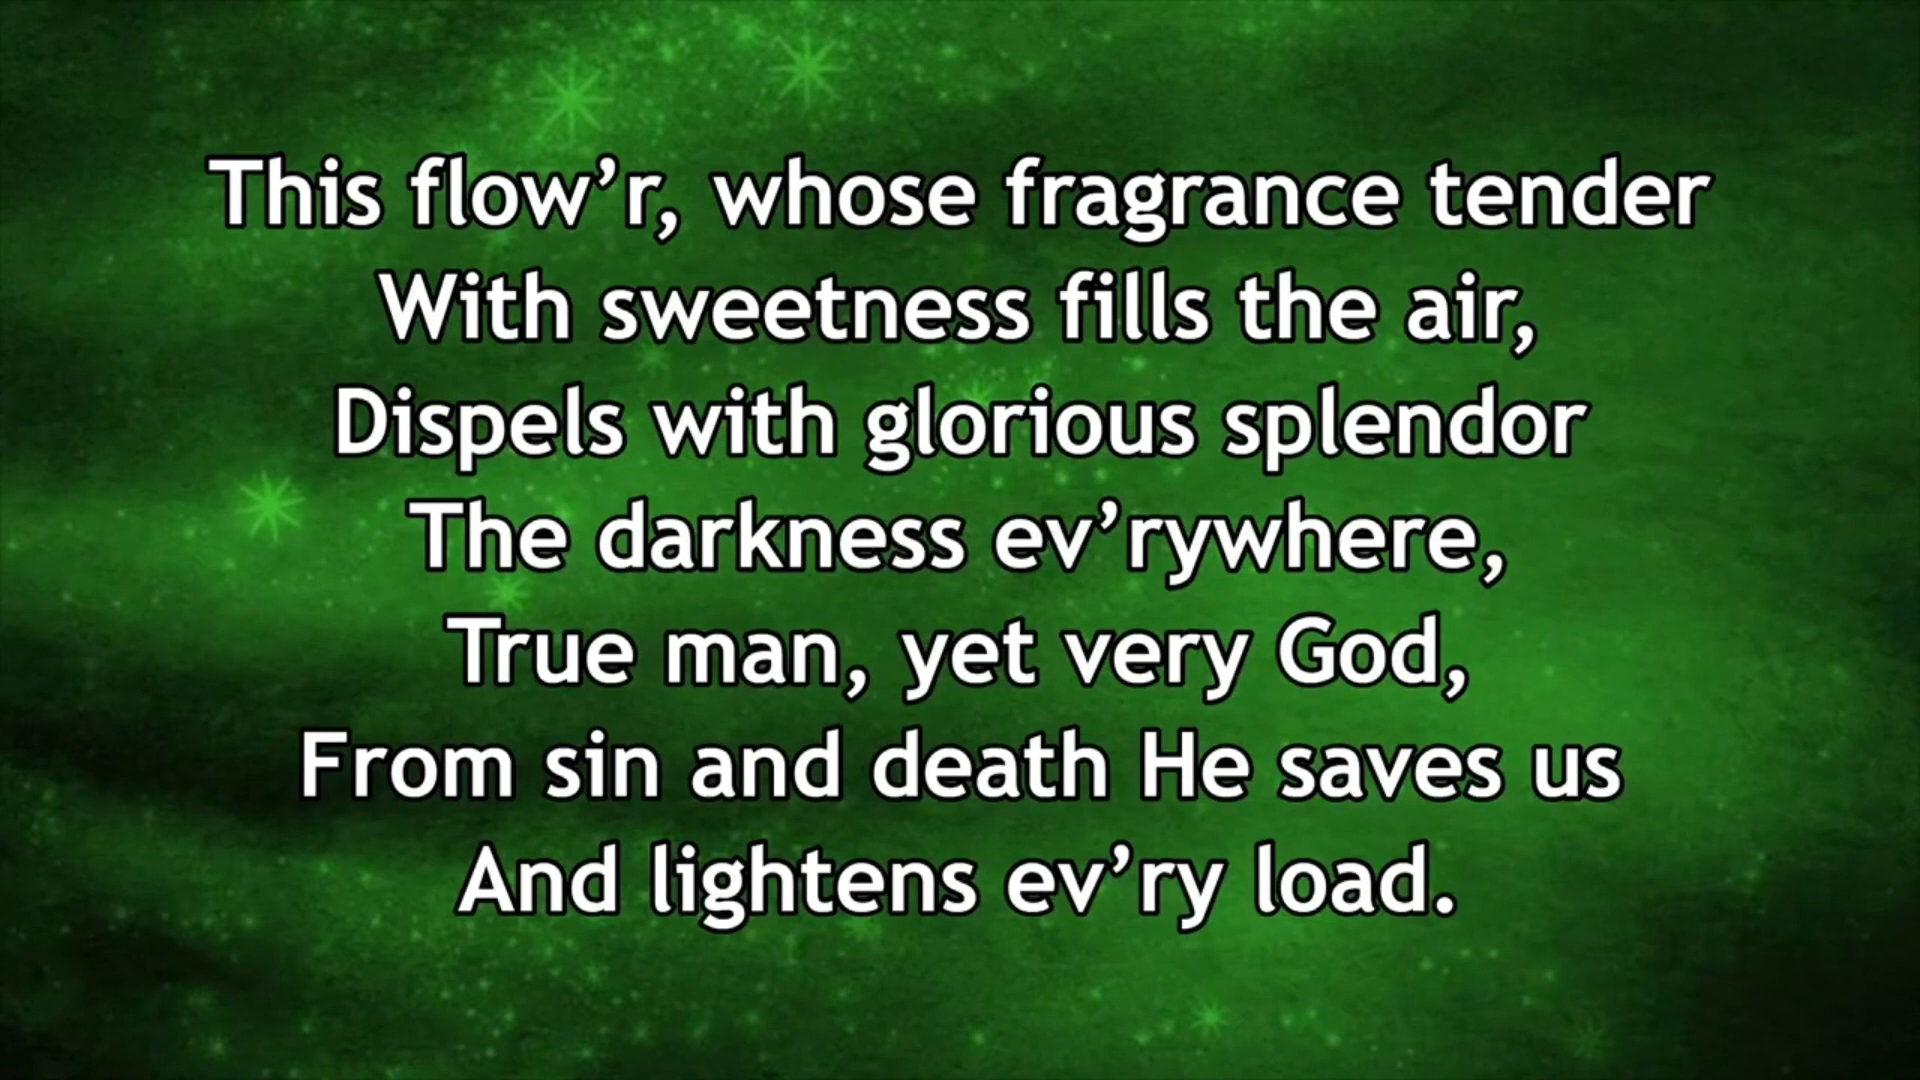 This flow’r, whose fragrance tender
With sweetness fills the air,
Dispels with glorious splendor
The darkness ev’rywhere,
True man, yet very God,
From sin and death He saves us
And lightens ev’ry load.